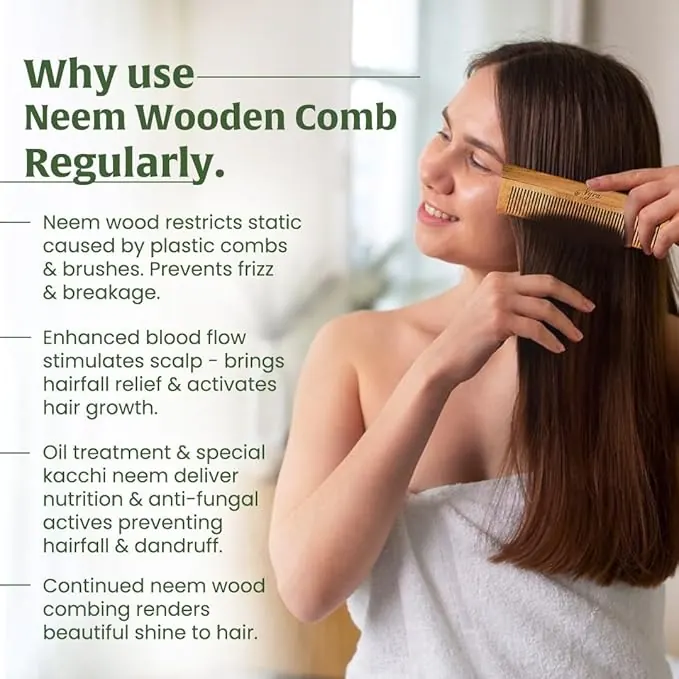 Why use
Neem Wooden Comb
Regularly.
Neem wood restricts static
caused by plastic combs
& brushes. Prevents frizz
& breakage.
Enhanced blood flow
stimulates scalp - brings
hairfall relief & activates
hair growth.
Oil treatment & special
kacchi neem deliver
nutrition & anti-fungal
actives preventing
hairfall & dandruff.
Continued neem wood
combing renders
beautiful shine to hair.